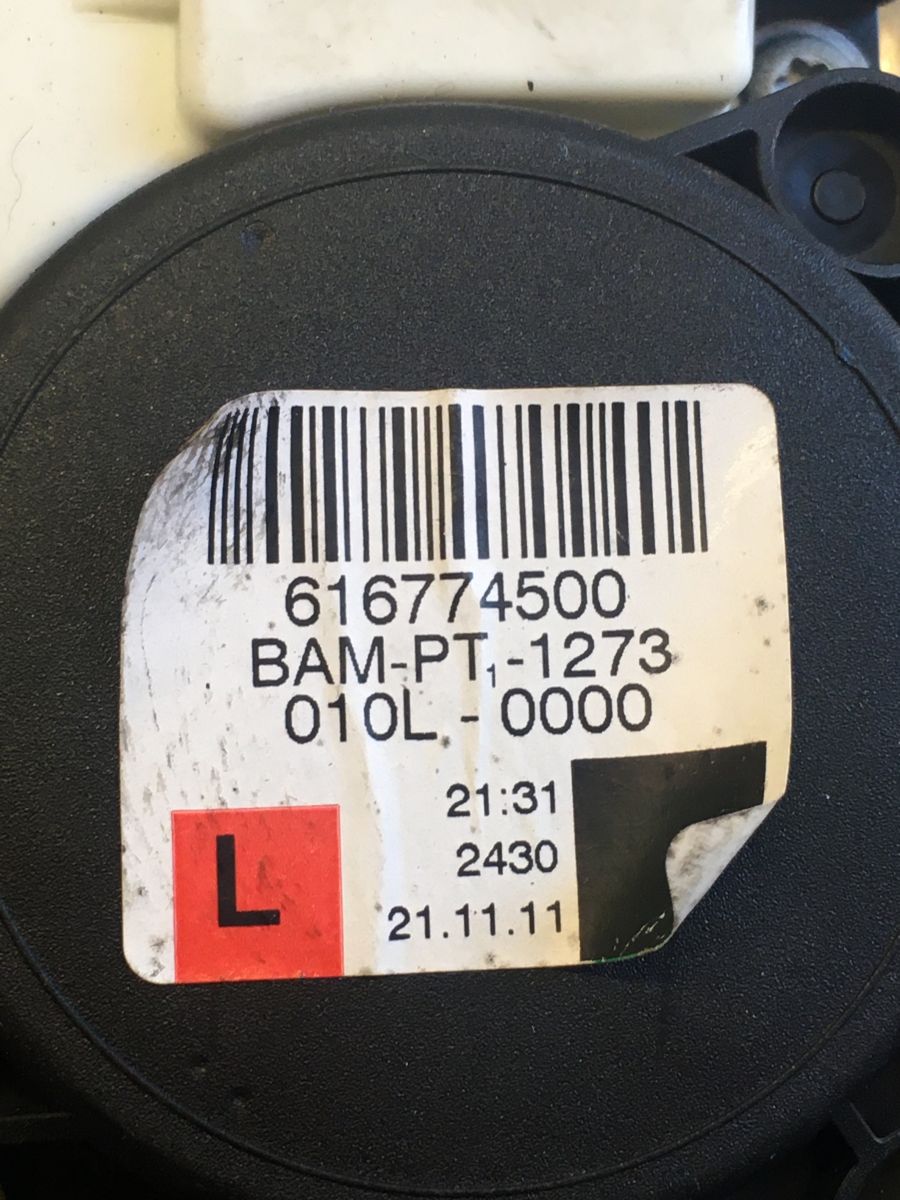 616774500
BAM-PT1-1273
010L - 0000
21:31
2430
21.11.11
L